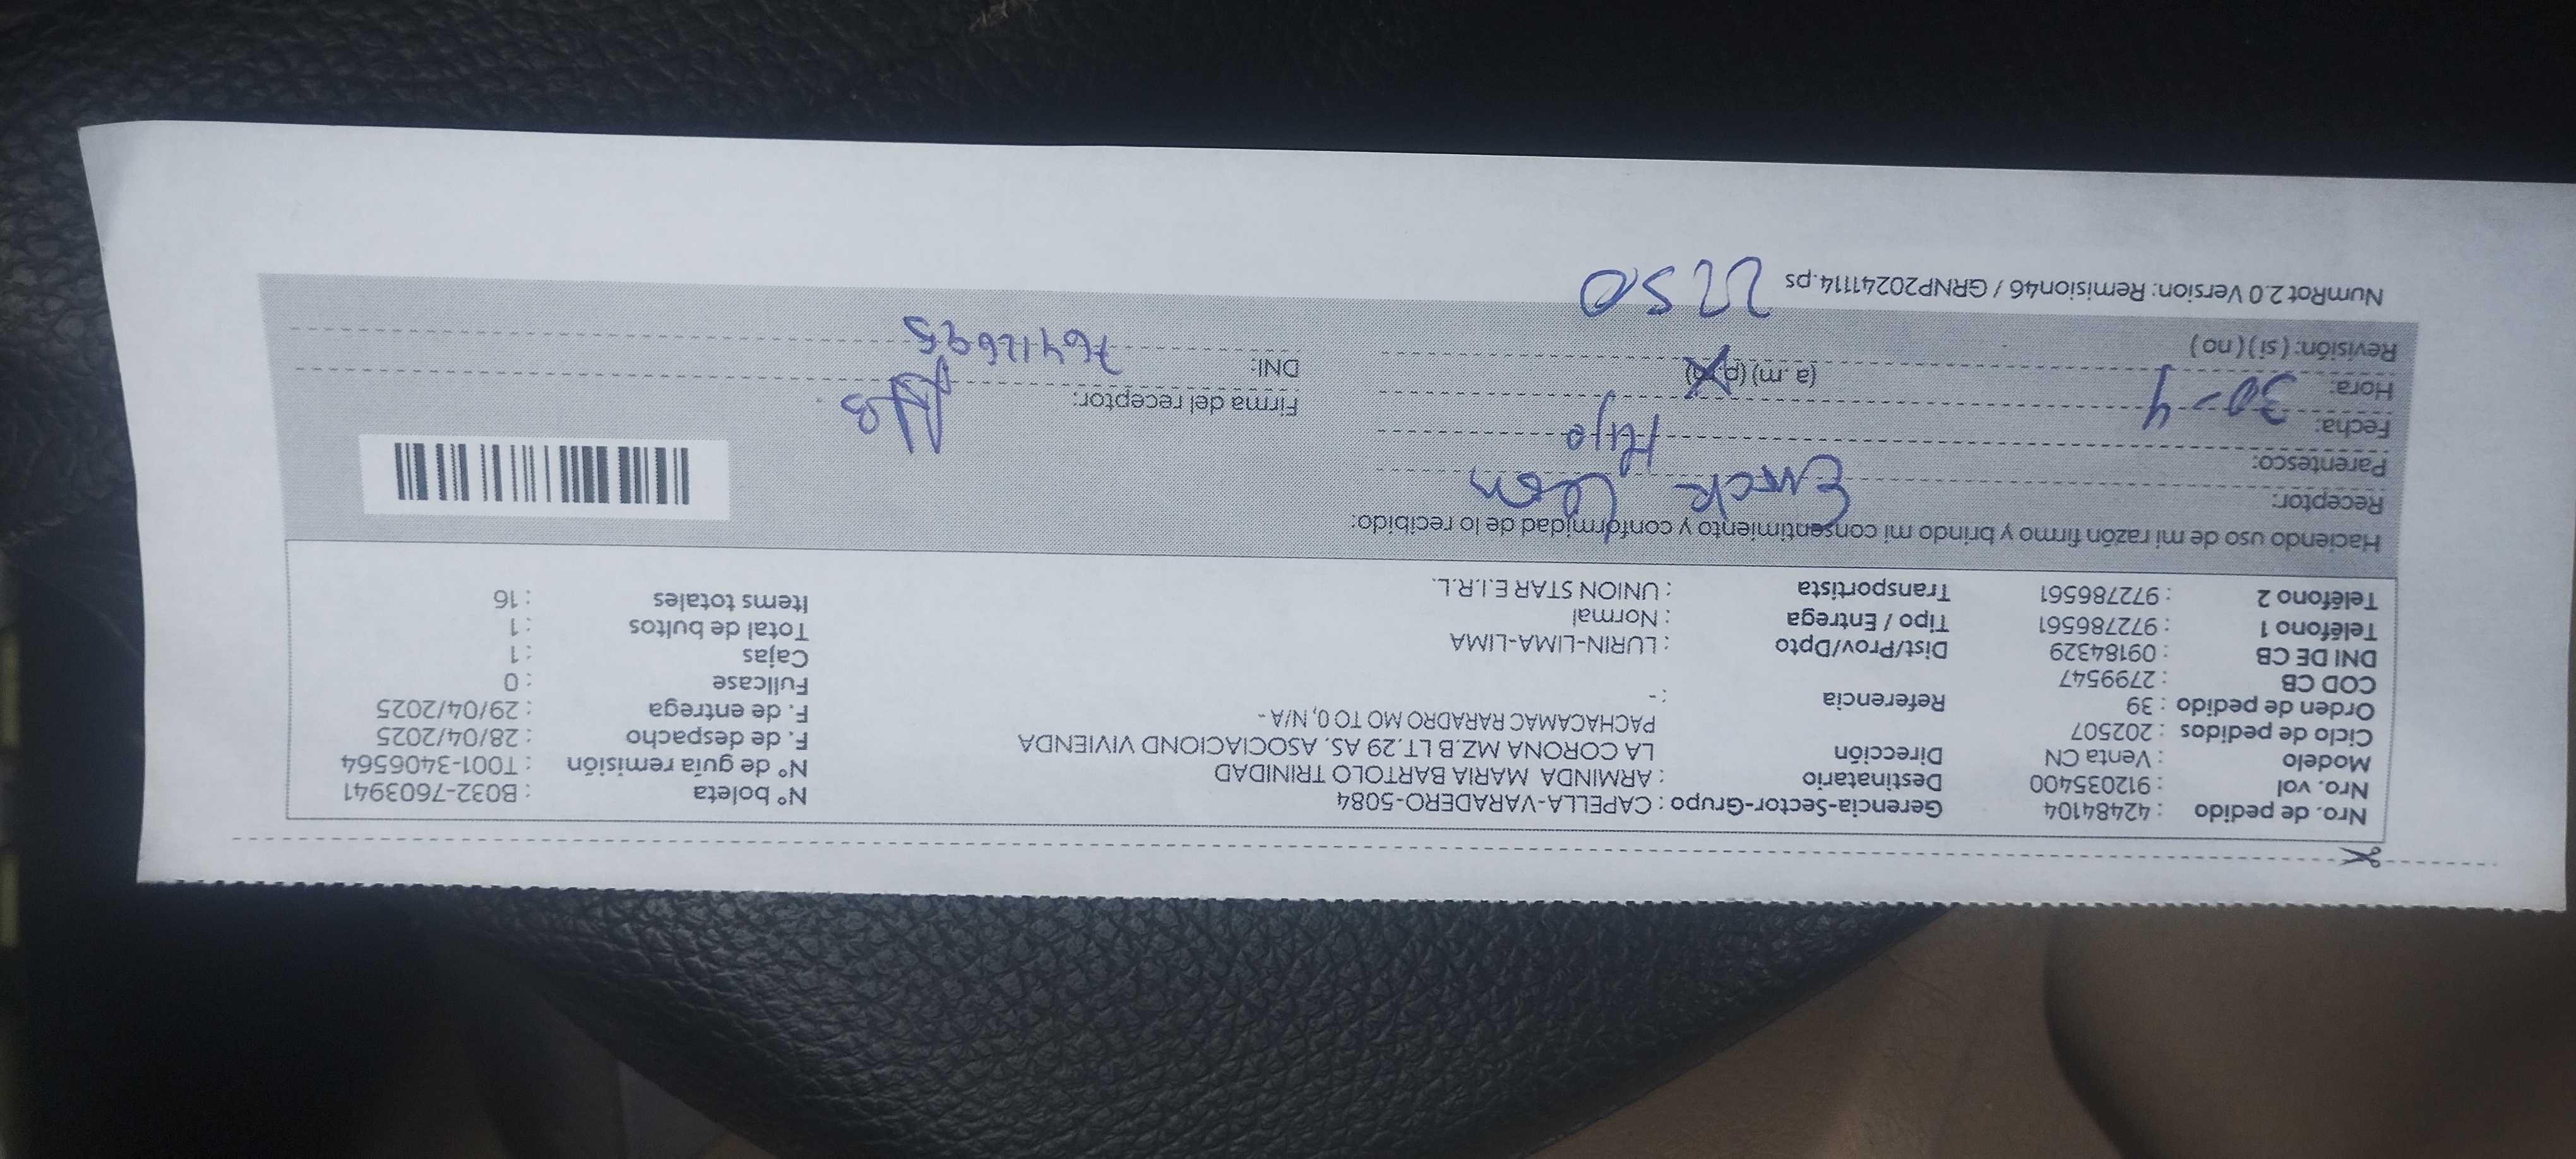 Nro. de pedido : 42484104 Gerencia-Sector-Grupo : CAPELLA-VARADERO-5084 N° boleta : B032-7603941
Nro. vol : 912035400 Destinatario : ARMINDA MARIA BARTOLO TRINIDAD N° de guía remisión : T001-3406564
Modelo : Venta CN Dirección LA CORONA MZ.B LT.29 AS. ASOCIACIOND VIVIENDA F. de despacho : 28/04/2025
Ciclo de pedidos : 202507 PACHACAMAC RARADRO MO TO 0, N/A - F. de entrega : 29/04/2025
Orden de pedido : 39 Referencia : - Fullcase : 0
COD CB : 2799547 Cajas : 1
DNI DE CB : 09184329 Dist/Prov/Dpto : LURIN-LIMA-LIMA Total de bultos : 1
Teléfono 1 : 972786561 Tipo / Entrega : Normal Items totales : 16
Teléfono 2 : 972786561 Transportista : UNION STAR E.I.R.L.
Haciendo uso de mi razón firmo y brindo mi consentimiento y conformidad de lo recibido:
Receptor:
Parentesco: Hijo
Fecha: 30-4 Firma del receptor:
Hora: (a.m) (p.m) DNI: 76412695
Revisión: (si) (no)
NumRot 2.0 Version: Remision46 / GRNP20241114.ps 2250